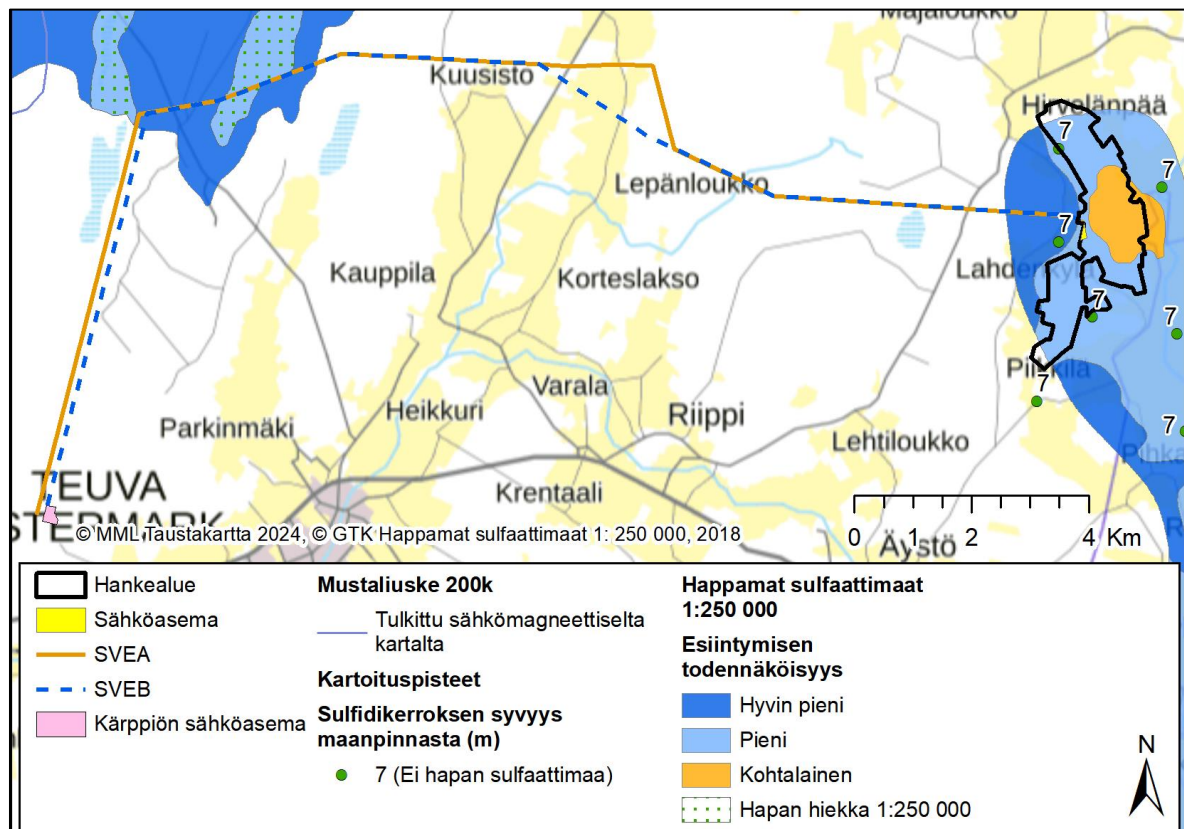 Majaloukko
Kuusisto
Hirvelänpää
7
7
Lepänloukko
7
Kauppila
Korteslakso
Lahdenkylä
7
7
Piikkilä
7
Varala
Heikkuri
Riippi
Parkinmäki
Lehtiloukko
7
Krentaali
TEUVA
© MML Taustakartta 2024, © GTK Happamat sulfaattimaat 1: 250 000, 2018
0 2 4 Km
Äystö
Hankealue
Sähköasema
SVEA
SVEB
Kärppiön sähköasema
Mustaliuske 200k
Tulkittu sähkömagneettiselta
kartalta
Kartoituspisteet
Sulfidikerroksen syvyys
maanpinnasta (m)
7 (Ei hapan sulfaattimaa)
Happamat sulfaattimaat
1:250 000
Esiintymisen
todennäköisyys
Hyvin pieni
Pieni
Kohtalainen
Hapan hiekka 1:250 000
N